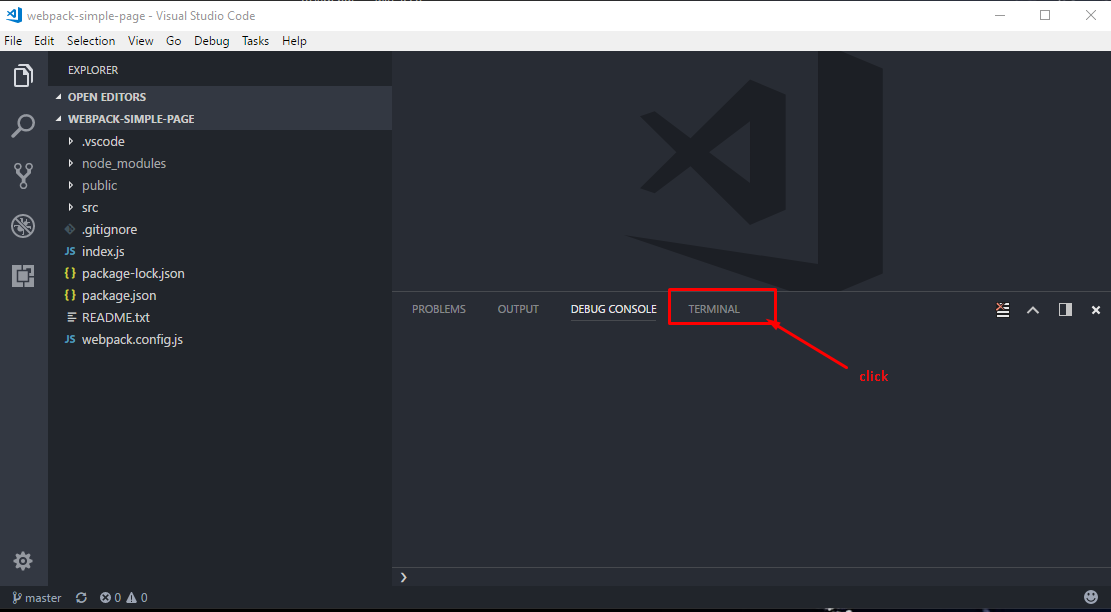 webpack-simple-page - Visual Studio Code
File Edit Selection View Go Debug Tasks Help
EXPLORER
OPEN EDITORS
WEBPACK-SIMPLE-PAGE
.vscode
node_modules
public
src
.gitignore
JS index.js
{} package-lock.json
{} package.json
README.txt
JS webpack.config.js
PROBLEMS OUTPUT DEBUG CONSOLE TERMINAL
click
master 0 0